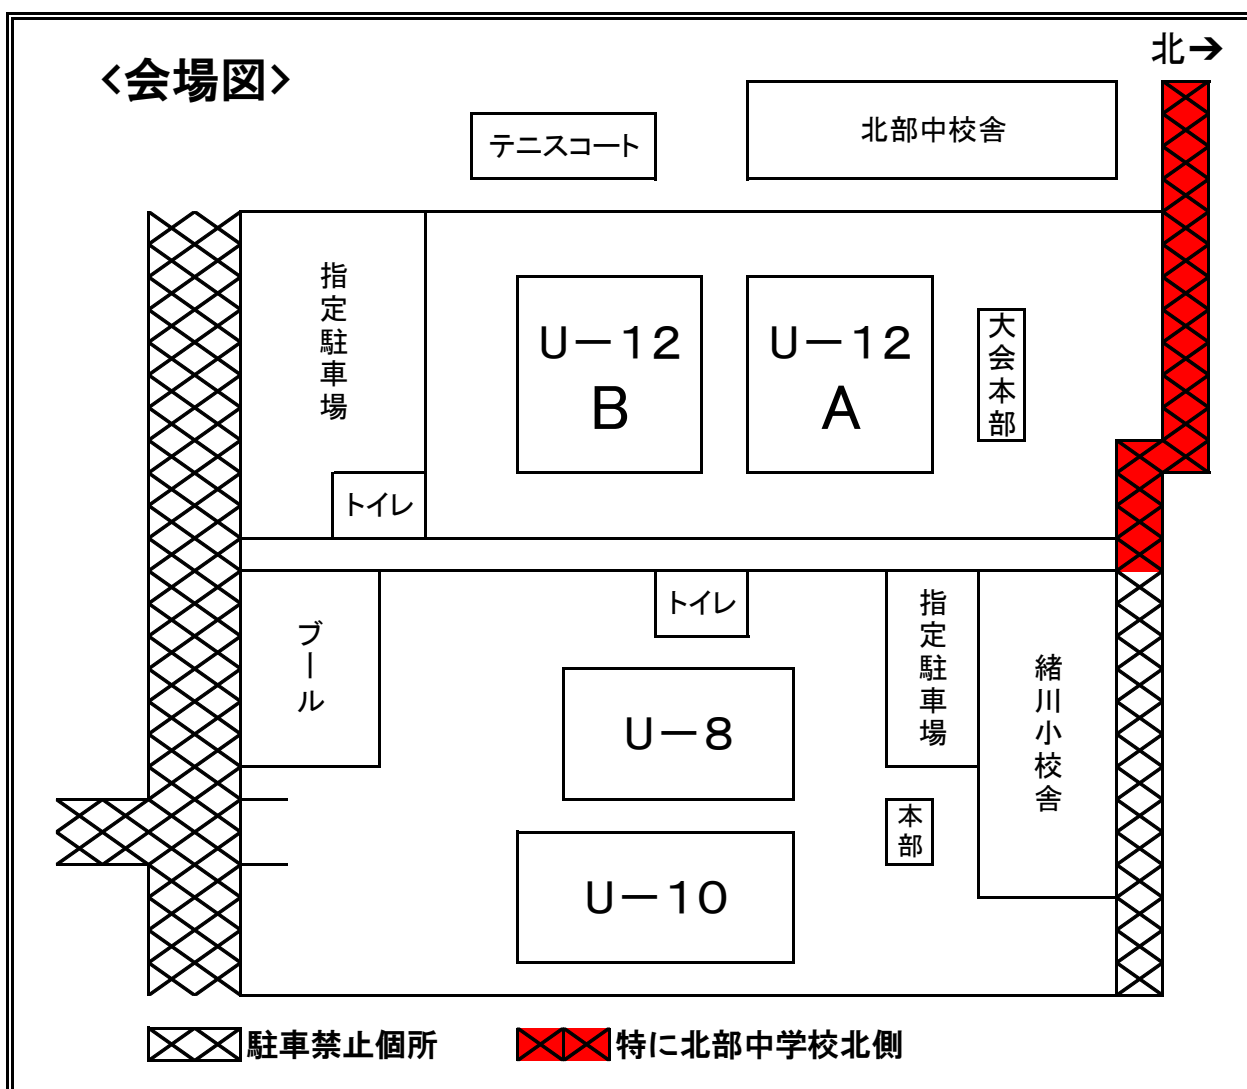 <会場図>
北→
テニスコート
北部中校舎
指定駐車場
U－12
B
U－12
A
大会本部
トイレ
プール
トイレ
指定駐車場
緒川小校舎
U－8
本部
U－10
駐車禁止個所
特に北部中学校北側